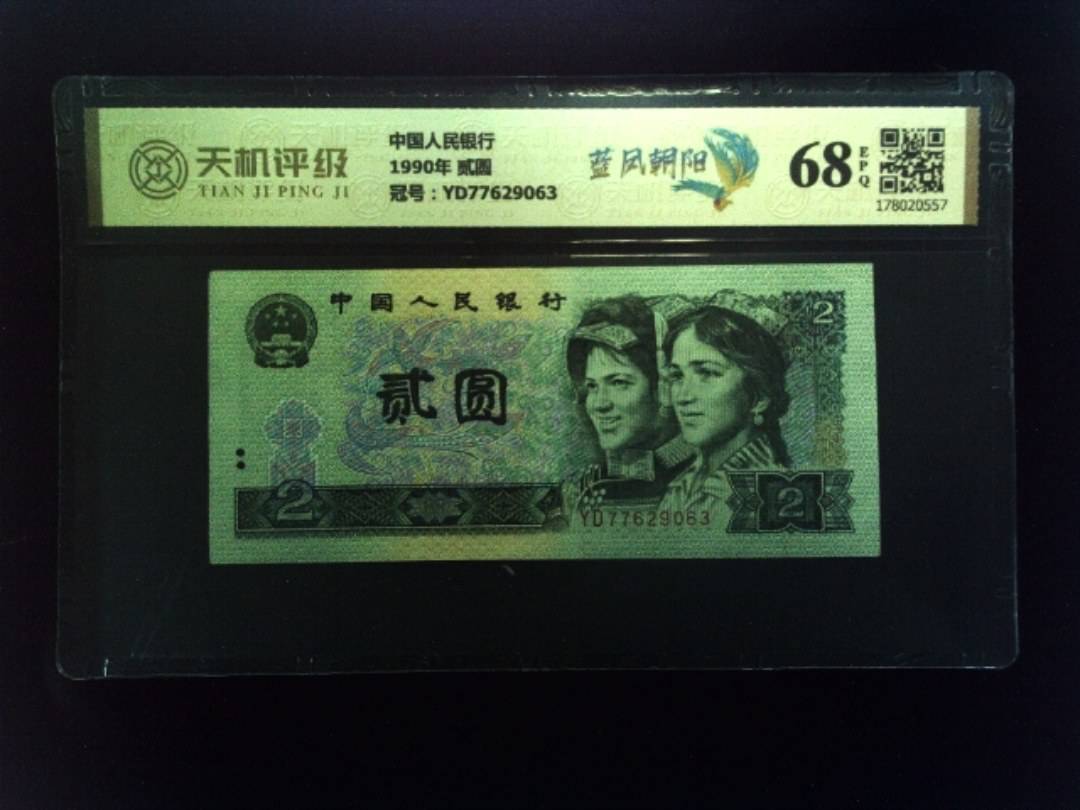 天机评级
TIAN JI PING JI
中国人民银行
1990年 贰圆
冠号：YD77629063
蓝凤朝阳
68
EPQ
178020557
中国人民银行
2
贰圆
2
YD77629063
2